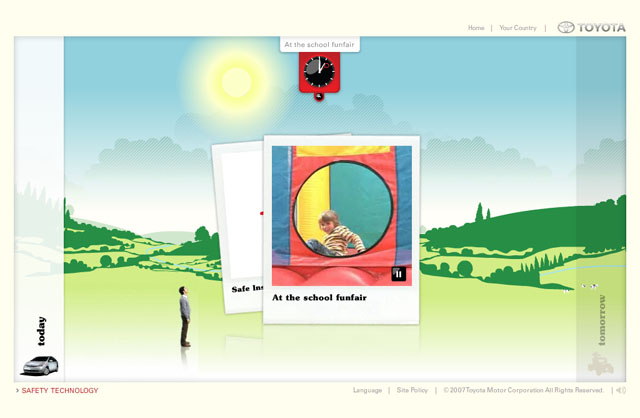 Home | Your Country | TOYOTA
At the school funfair
Safe Ins
At the school funfair
today
tomorrow
> SAFETY TECHNOLOGY
Language | Site Policy | ©2007 Toyota Motor Corporation All Rights Reserved. |